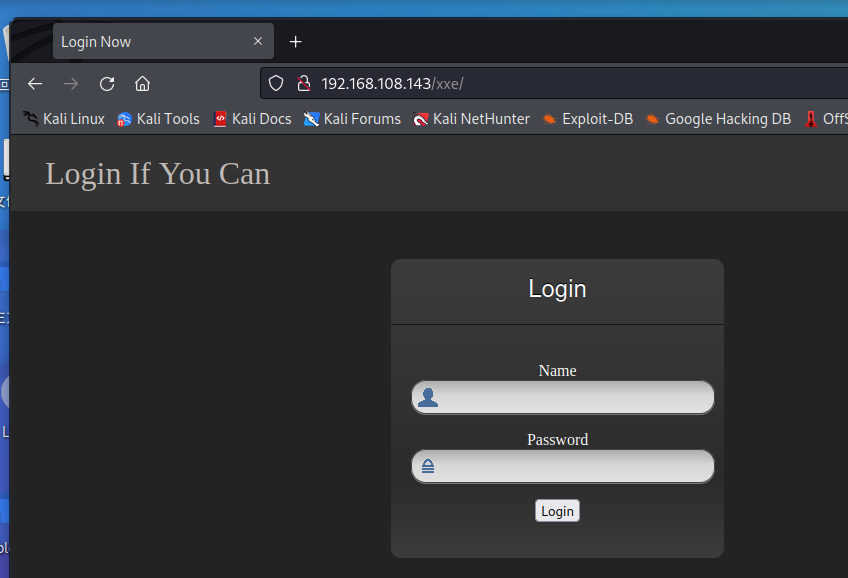 Login Now
192.168.108.143/xxe/
Kali Linux Kali Tools Kali Docs Kali Forums Kali NetHunter Exploit-DB Google Hacking DB OffS
Login If You Can
Login
Name
Password
Login